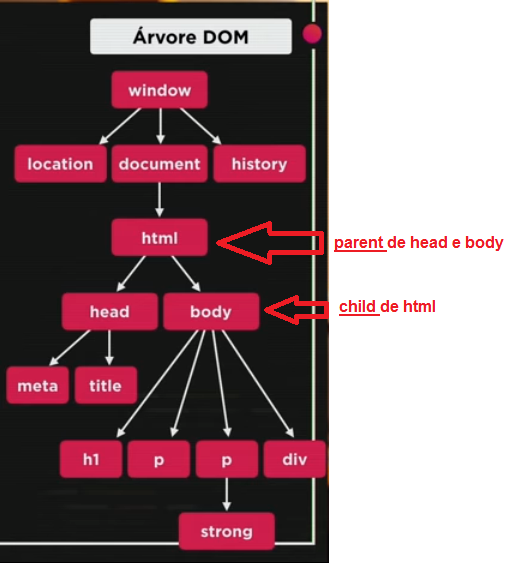 Árvore DOM
window
location document history
html
parent de head e body
head body
child de html
meta title
h1 p p div
strong